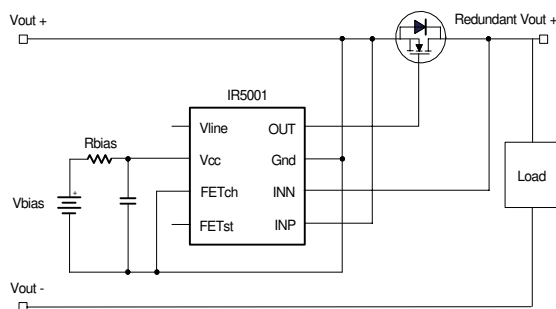 Vout +
Redundant Vout +
IR5001
Vline
OUT
Rbias
Vcc
Gnd
Vbias
+
FETch
INN
Load
FETst
INP
Vout -